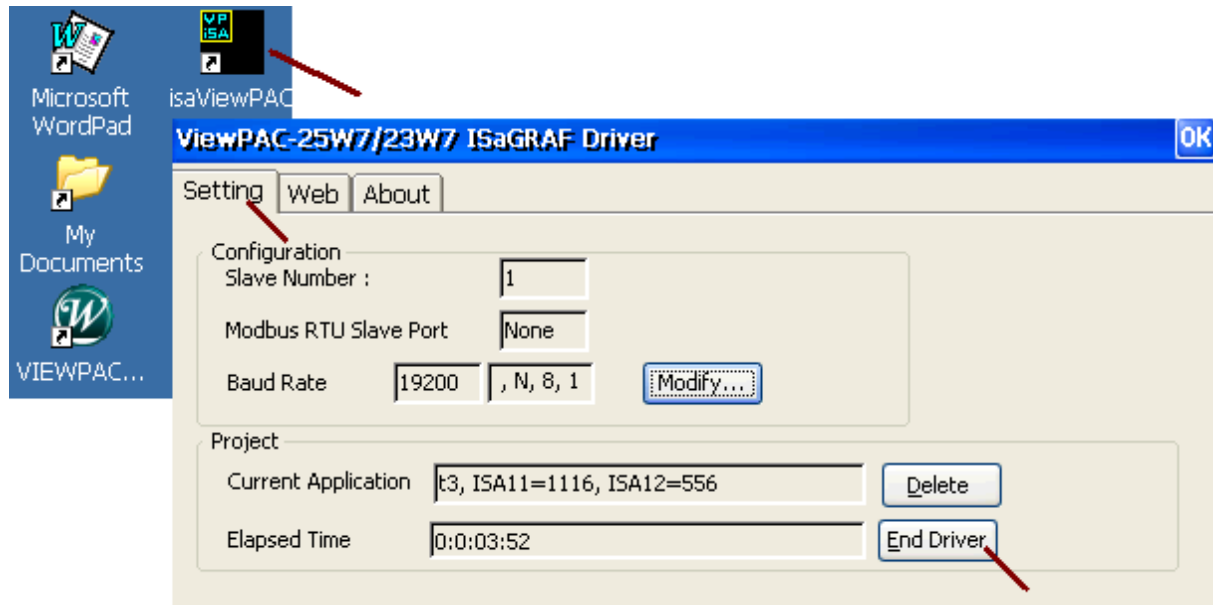 VP
iSA
Microsoft
WordPad
isaViewPAC
My
Documents
VIEWPAC...
ViewPAC-25W7/23W7 ISaGRAF Driver
OK
Setting
Web
About
Configuration
Slave Number :
1
Modbus RTU Slave Port
None
Baud Rate
19200
, N, 8, 1
Modify...
Project
Current Application
t3, ISA11=1116, ISA12=556
Delete
Elapsed Time
0:0:03:52
End Driver